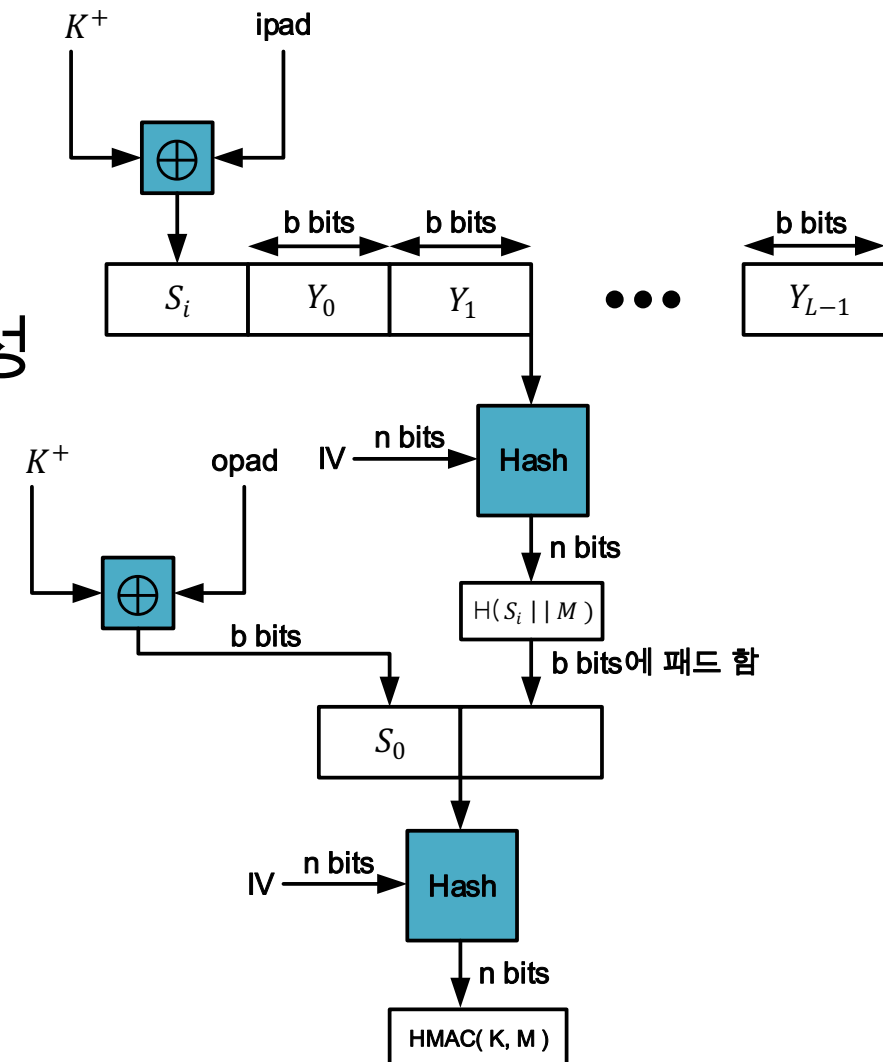 K⁺ ipad
⊕
b bits b bits b bits
Sᵢ Y₀ Y₁ ••• Y_{L−1}
IV n bits Hash
K⁺ opad
n bits
⊕
H( Sᵢ || M )
b bits
b bits에 패드 함
S₀
IV n bits Hash
n bits
HMAC( K, M )